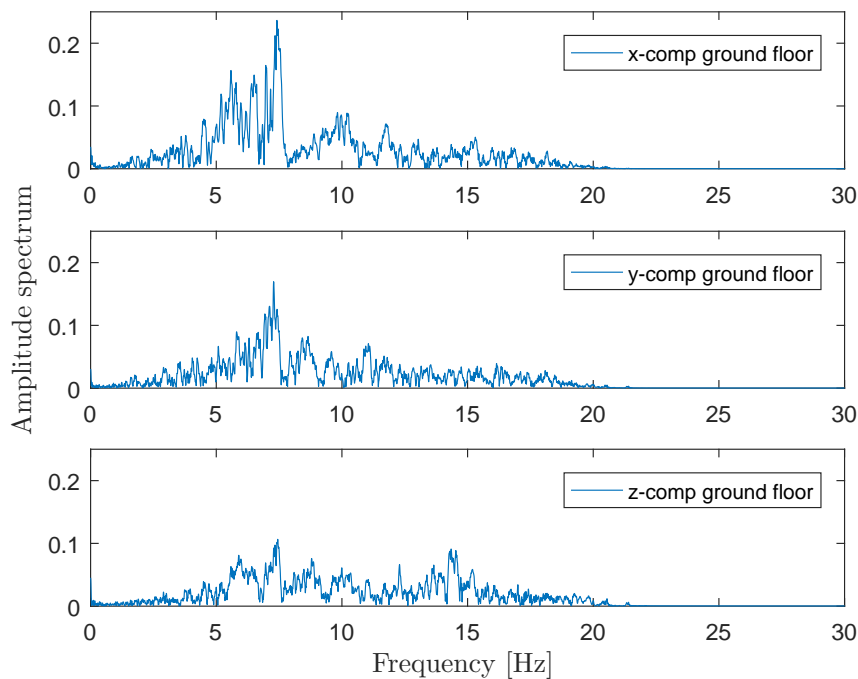 0.2
0.1
0
x-comp ground floor
0 5 10 15 20 25 30
Amplitude spectrum
0.2
0.1
0
y-comp ground floor
0 5 10 15 20 25 30
0.2
0.1
0
z-comp ground floor
0 5 10 15 20 25 30
Frequency [Hz]